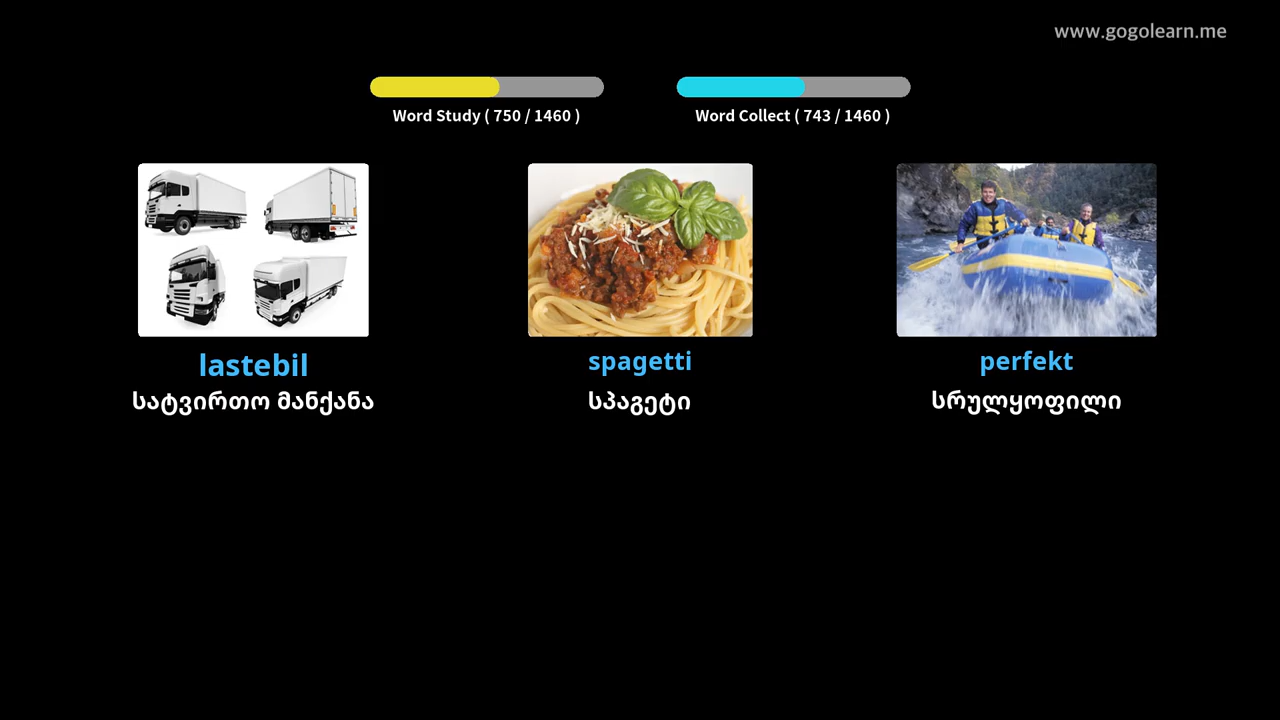 www.gogolearn.me
Word Study ( 750 / 1460 )
Word Collect ( 743 / 1460 )
lastebil
სატვირთო მანქანა
spagetti
სპაგეტი
perfekt
სრულყოფილი